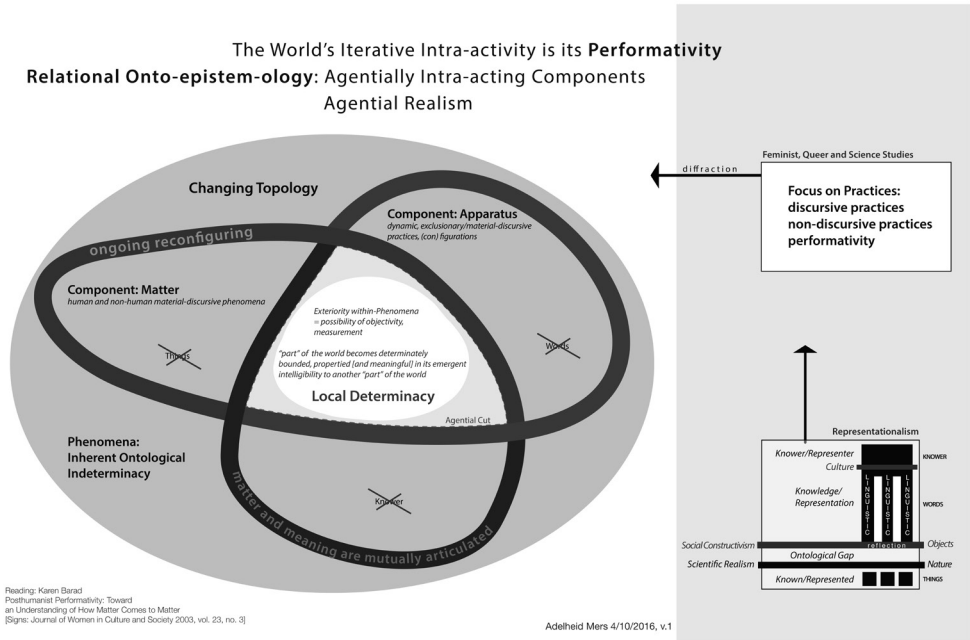 The World's Iterative Intra-activity is its Performativity
Relational Onto-epistem-ology: Agentially Intra-acting Components
Agential Realism
Changing Topology
ongoing reconfiguring
Component: Apparatus
dynamic, exclusionary/material-discursive
practices, (con) figurations
Component: Matter
human and non-human material-discursive phenomena
Things
Words
Exteriority within-Phenomena
= possibility of objectivity,
measurement
"part" of the world becomes determinately
bounded, propertied [and meaningful] in its emergent
intelligibility to another "part" of the world
Local Determinacy
Agential Cut
Phenomena:
Inherent Ontological
Indeterminacy
Knower
matter and meaning are mutually articulated
Reading: Karen Barad
Posthumanist Performativity: Toward
an Understanding of How Matter Comes to Matter
[Signs: Journal of Women in Culture and Society 2003, vol. 23, no. 3]
Adelheid Mers 4/10/2016, v.1
diffraction
Feminist, Queer and Science Studies
Focus on Practices:
discursive practices
non-discursive practices
performativity
Representationalism
Knower/Representer
KNOWER
Culture
Knowledge/
Representation
LINGUISTIC
LINGUISTIC
LINGUISTIC
WORDS
Social Constructivism
reflection
Objects
Ontological Gap
Scientific Realism
Nature
Known/Represented
THINGS